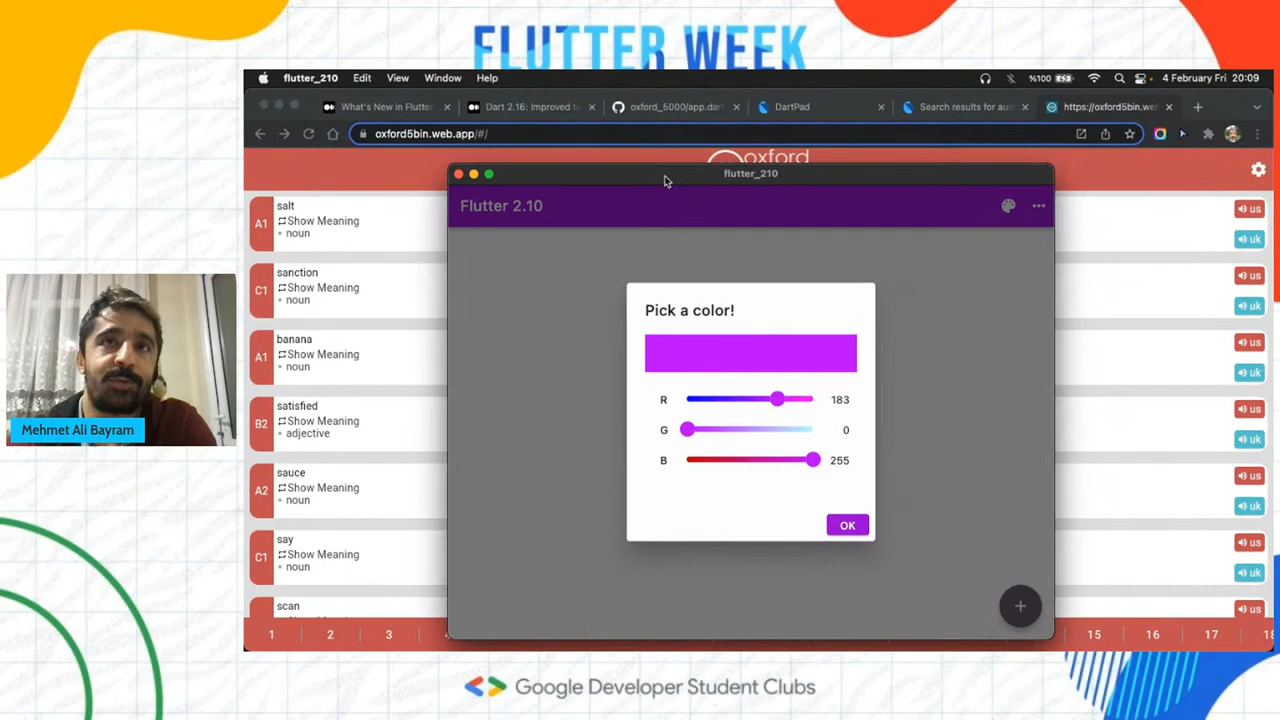 FLUTTER WEEK
flutter_210 Edit View Window Help %100 4 February Fri 20:09
What's New in Flutter × Dart 2.16: Improved to × oxford_5000/app.dart × DartPad × Search results for au × https://oxford5bin.web. ×
oxford5bin.web.app/#/
oxford
flutter_210
Flutter 2.10
salt
A1
Show Meaning
noun
us
uk
sanction
C1
Show Meaning
noun
us
uk
banana
A1
Show Meaning
noun
us
uk
satisfied
B2
Show Meaning
adjective
us
uk
sauce
A2
Show Meaning
noun
us
uk
say
C1
Show Meaning
noun
us
uk
scan
us
Pick a color!
R 183
G 0
B 255
OK
1 | 2 | 3 | 15 | 16 | 17 |
Mehmet Ali Bayram
Google Developer Student Clubs